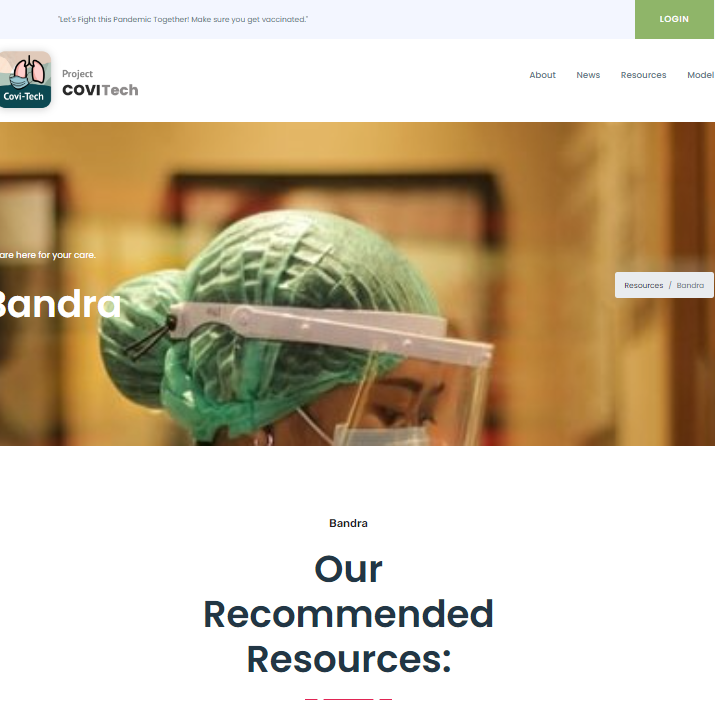 "Let's Fight this Pandemic Together! Make sure you get vaccinated."
LOGIN
Covi-Tech
Project
COVITech
About News Resources Model
are here for your care.
Bandra
Resources / Bandra
Bandra
Our
Recommended
Resources: